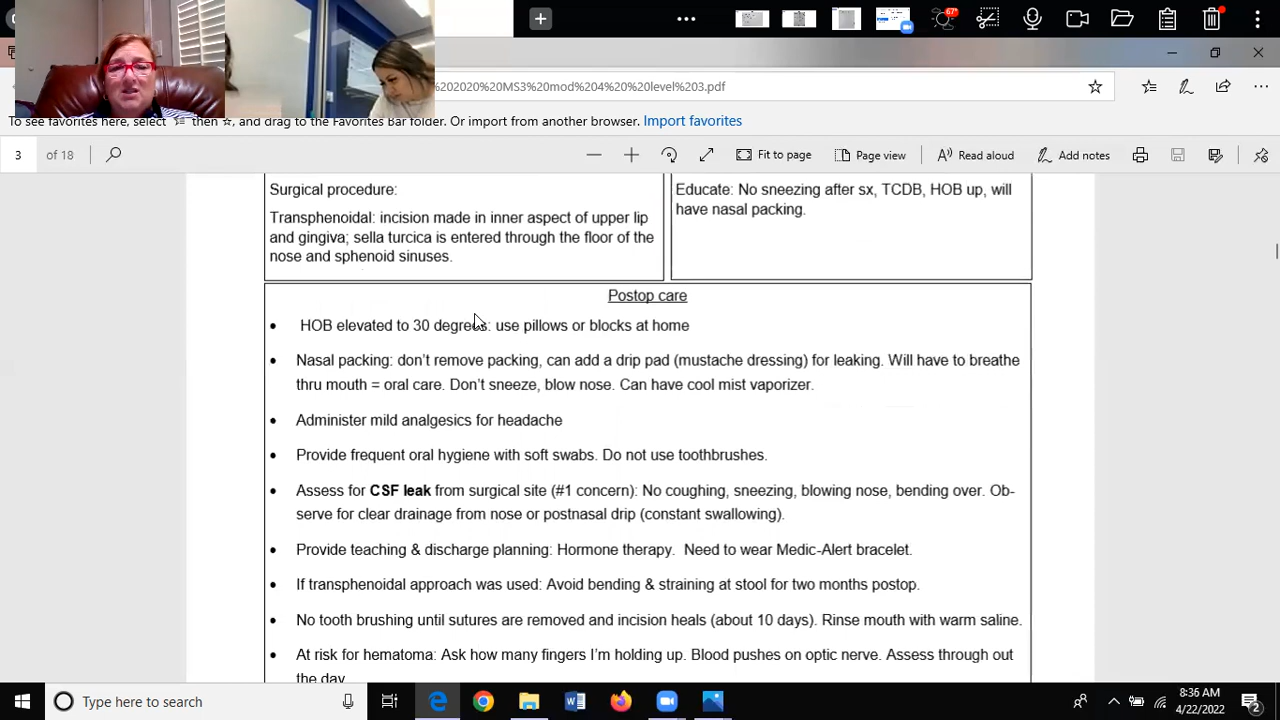 67°
%202020%20MS3%20mod%204%20%20level%203.pdf
To see favorites here, select then , and drag to the Favorites Bar folder. Or import from another browser. Import favorites
3 of 18 Fit to page Page view Read aloud Add notes
Surgical procedure:
Transphenoidal: incision made in inner aspect of upper lip
and gingiva; sella turcica is entered through the floor of the
nose and sphenoid sinuses.
Educate: No sneezing after sx, TCDB, HOB up, will
have nasal packing.
Postop care
• HOB elevated to 30 degrees: use pillows or blocks at home
• Nasal packing: don't remove packing, can add a drip pad (mustache dressing) for leaking. Will have to breathe
thru mouth = oral care. Don't sneeze, blow nose. Can have cool mist vaporizer.
• Administer mild analgesics for headache
• Provide frequent oral hygiene with soft swabs. Do not use toothbrushes.
• Assess for CSF leak from surgical site (#1 concern): No coughing, sneezing, blowing nose, bending over. Ob-
serve for clear drainage from nose or postnasal drip (constant swallowing).
• Provide teaching & discharge planning: Hormone therapy. Need to wear Medic-Alert bracelet.
• If transphenoidal approach was used: Avoid bending & straining at stool for two months postop.
• No tooth brushing until sutures are removed and incision heals (about 10 days). Rinse mouth with warm saline.
• At risk for hematoma: Ask how many fingers I'm holding up. Blood pushes on optic nerve. Assess through out
the day
Type here to search
8:36 AM
4/22/2022
2